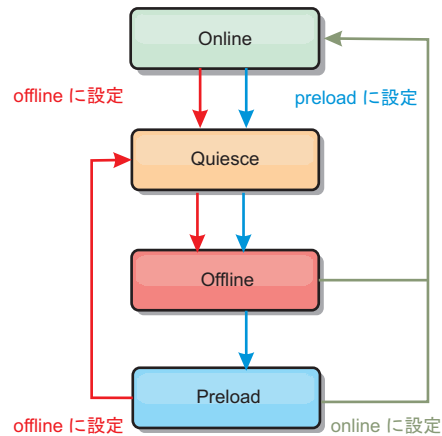 Online
offline に設定
preload に設定
Quiesce
Offline
Preload
offline に設定
online に設定